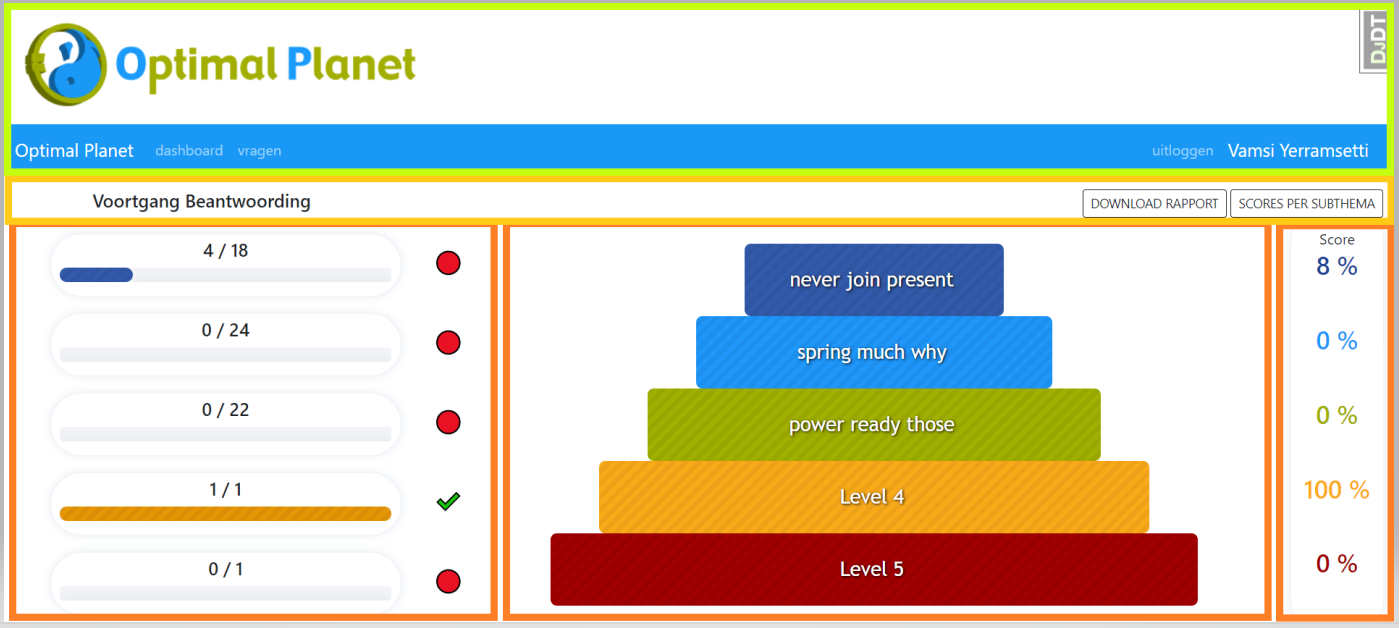 Optimal Planet
DJDT
Optimal Planet dashboard vragen uitloggen Vamsi Yerramsetti
Voortgang Beantwoording DOWNLOAD RAPPORT SCORES PER SUBTHEMA
4 / 18
0 / 24
0 / 22
1 / 1
0 / 1
never join present
spring much why
power ready those
Level 4
Level 5
Score
8 %
0 %
0 %
100 %
0 %